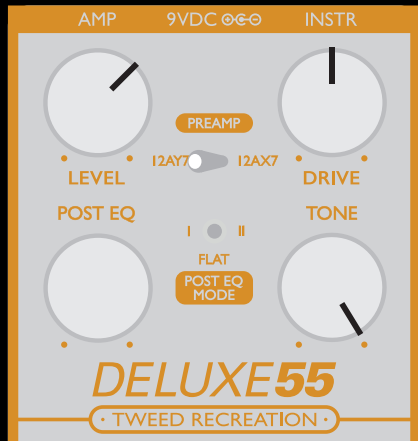 AMP 9VDC INSTR
PREAMP
12AY7 12AX7
LEVEL DRIVE
POST EQ TONE
I II
FLAT
POST EQ
MODE
DELUXE55
· TWEED RECREATION ·